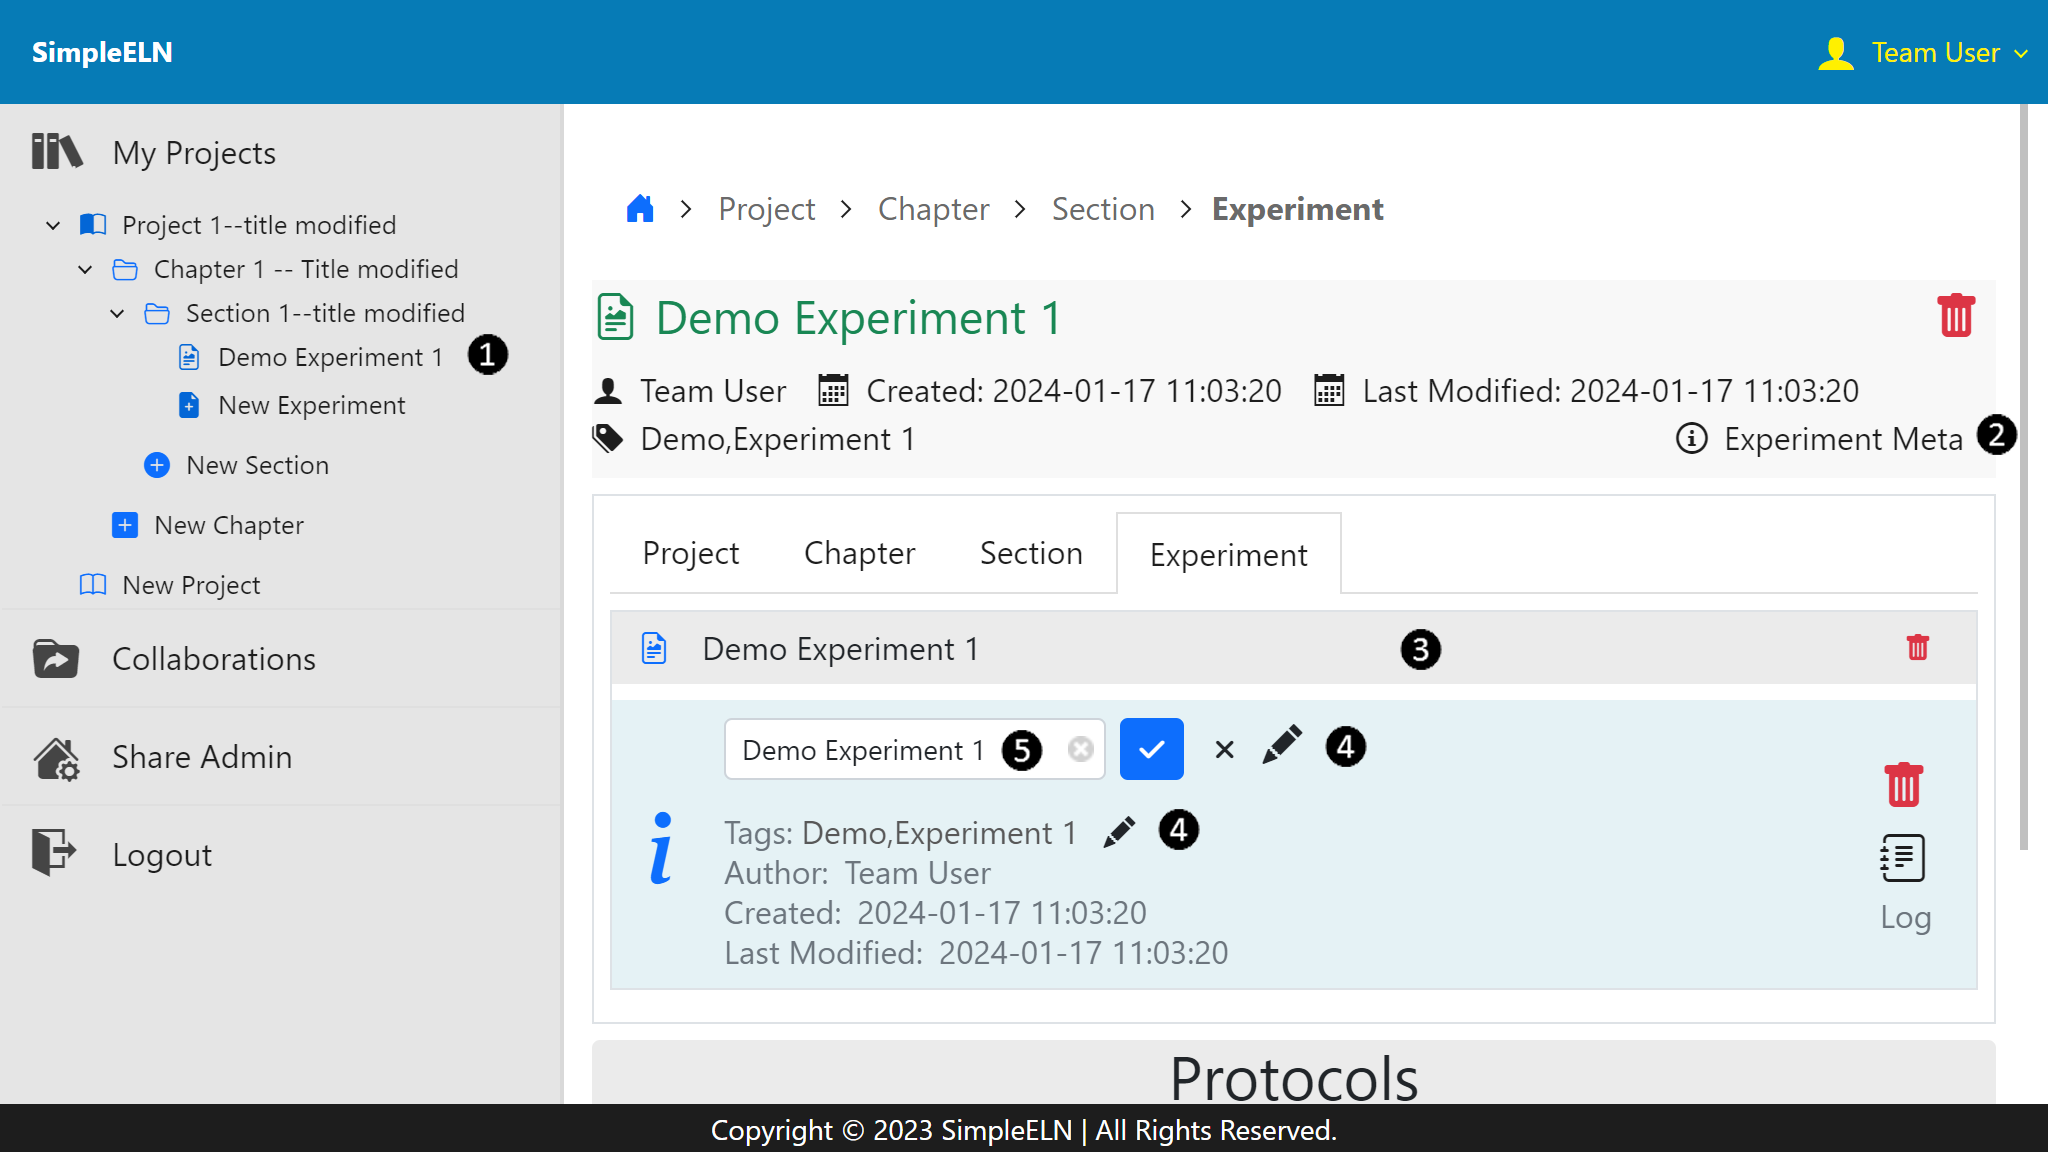 SimpleELN
Team User
My Projects
Project 1--title modified
Chapter 1 -- Title modified
Section 1--title modified
Demo Experiment 1 1
New Experiment
New Section
New Chapter
New Project
Collaborations
Share Admin
Logout
Project Chapter Section Experiment
Demo Experiment 1
Team User Created: 2024-01-17 11:03:20 Last Modified: 2024-01-17 11:03:20
Demo,Experiment 1 Experiment Meta 2
Project Chapter Section Experiment
Demo Experiment 1 3
Demo Experiment 1 5 4
Tags: Demo,Experiment 1 4
Author: Team User
Created: 2024-01-17 11:03:20
Last Modified: 2024-01-17 11:03:20
Log
Protocols
Copyright © 2023 SimpleELN | All Rights Reserved.